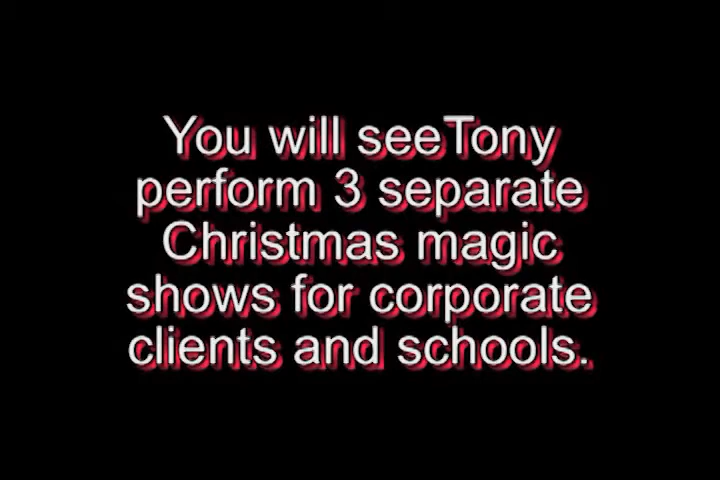 You will seeTony
perform 3 separate
Christmas magic
shows for corporate
clients and schools.